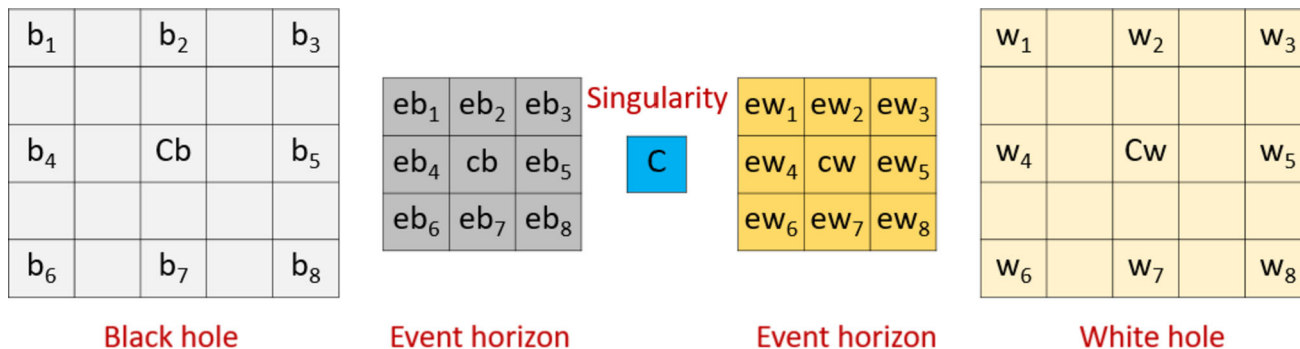 b₁ b₂ b₃
b₄ Cb b₅
b₆ b₇ b₈
Black hole
eb₁ eb₂ eb₃
eb₄ cb eb₅
eb₆ eb₇ eb₈
Event horizon
Singularity
C
ew₁ ew₂ ew₃
ew₄ cw ew₅
ew₆ ew₇ ew₈
Event horizon
w₁ w₂ w₃
w₄ Cw w₅
w₆ w₇ w₈
White hole